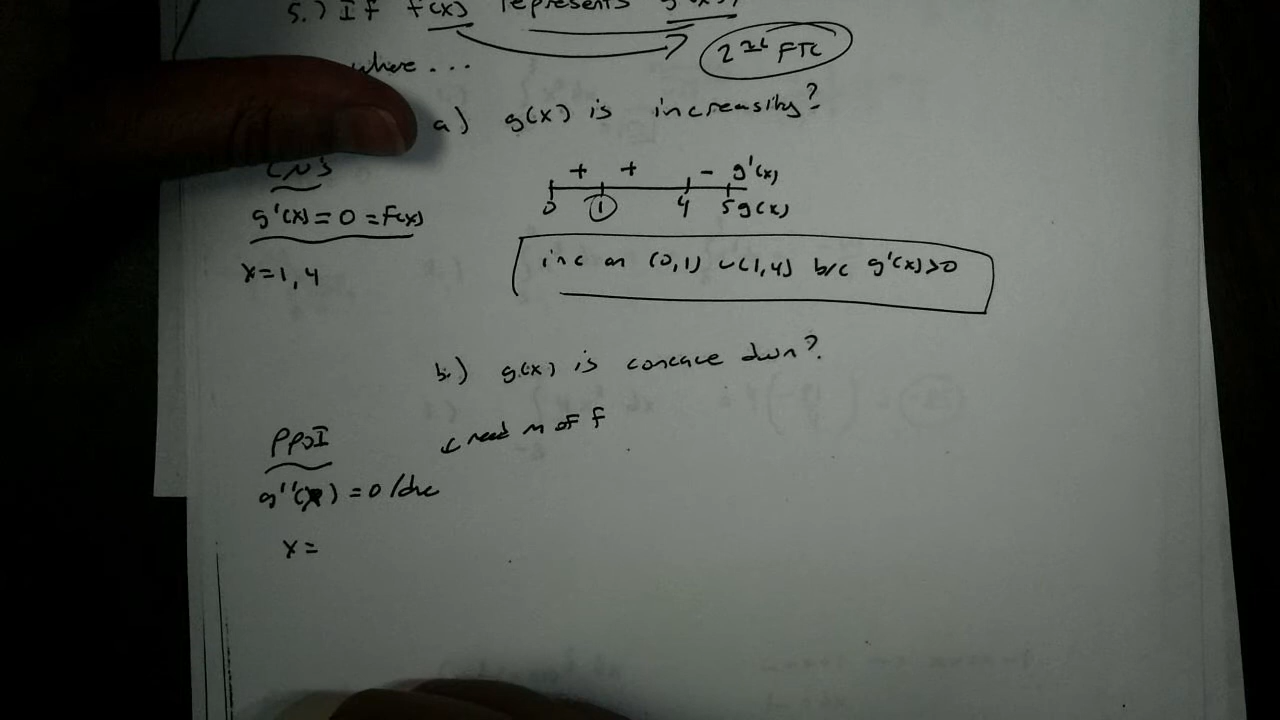 5.) If f(x) represents g'(x),
2nd FTC
where ...
a) g(x) is increasing?
CN's
+ + - g'(x)
0 1 4 5 g(x)
g'(x) = 0 = f(x)
x = 1, 4
inc on (0,1) ∪ (1,4) b/c g'(x) > 0
b.) g(x) is concave down?
PPOI
↙ need m of f
g''(x) = 0 / dne
x =